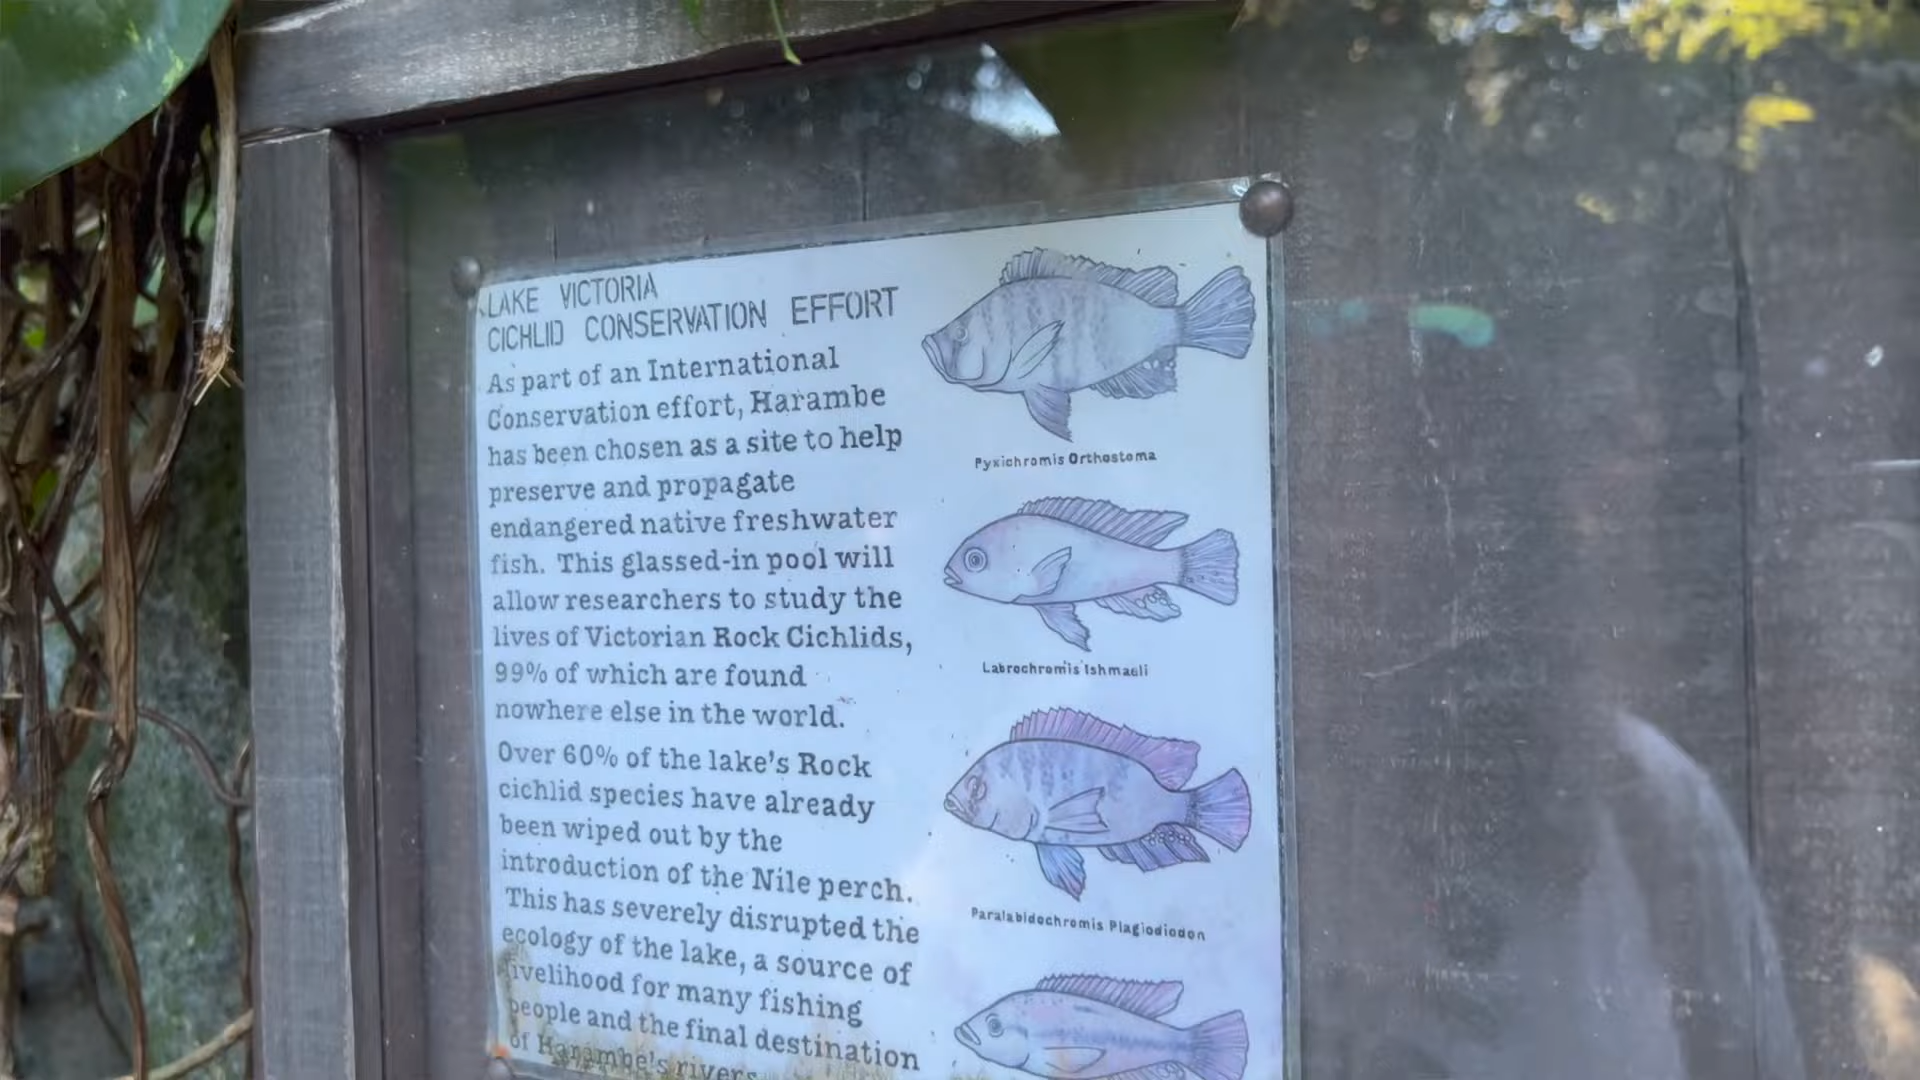 LAKE VICTORIA
CICHLID CONSERVATION EFFORT
As part of an International
Conservation effort, Harambe
has been chosen as a site to help
preserve and propagate
endangered native freshwater
fish. This glassed-in pool will
allow researchers to study the
lives of Victorian Rock Cichlids,
99% of which are found
nowhere else in the world.
Over 60% of the lake's Rock
cichlid species have already
been wiped out by the
introduction of the Nile perch.
This has severely disrupted the
ecology of the lake, a source of
livelihood for many fishing
people and the final destination
of Harambe's rivers
Pyxichromis Orthostoma
Labrochromis Ishmaeli
Paralabidochromis Plagiodiodon